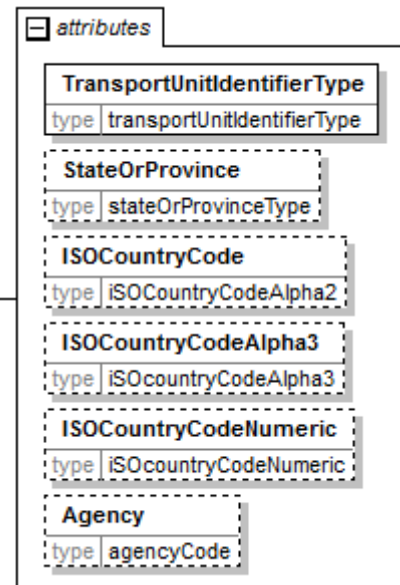 attributes
TransportUnitIdentifierType
type transportUnitIdentifierType
StateOrProvince
type stateOrProvinceType
ISOCountryCode
type iSOCountryCodeAlpha2
ISOCountryCodeAlpha3
type iSOcountryCodeAlpha3
ISOCountryCodeNumeric
type iSOcountryCodeNumeric
Agency
type agencyCode